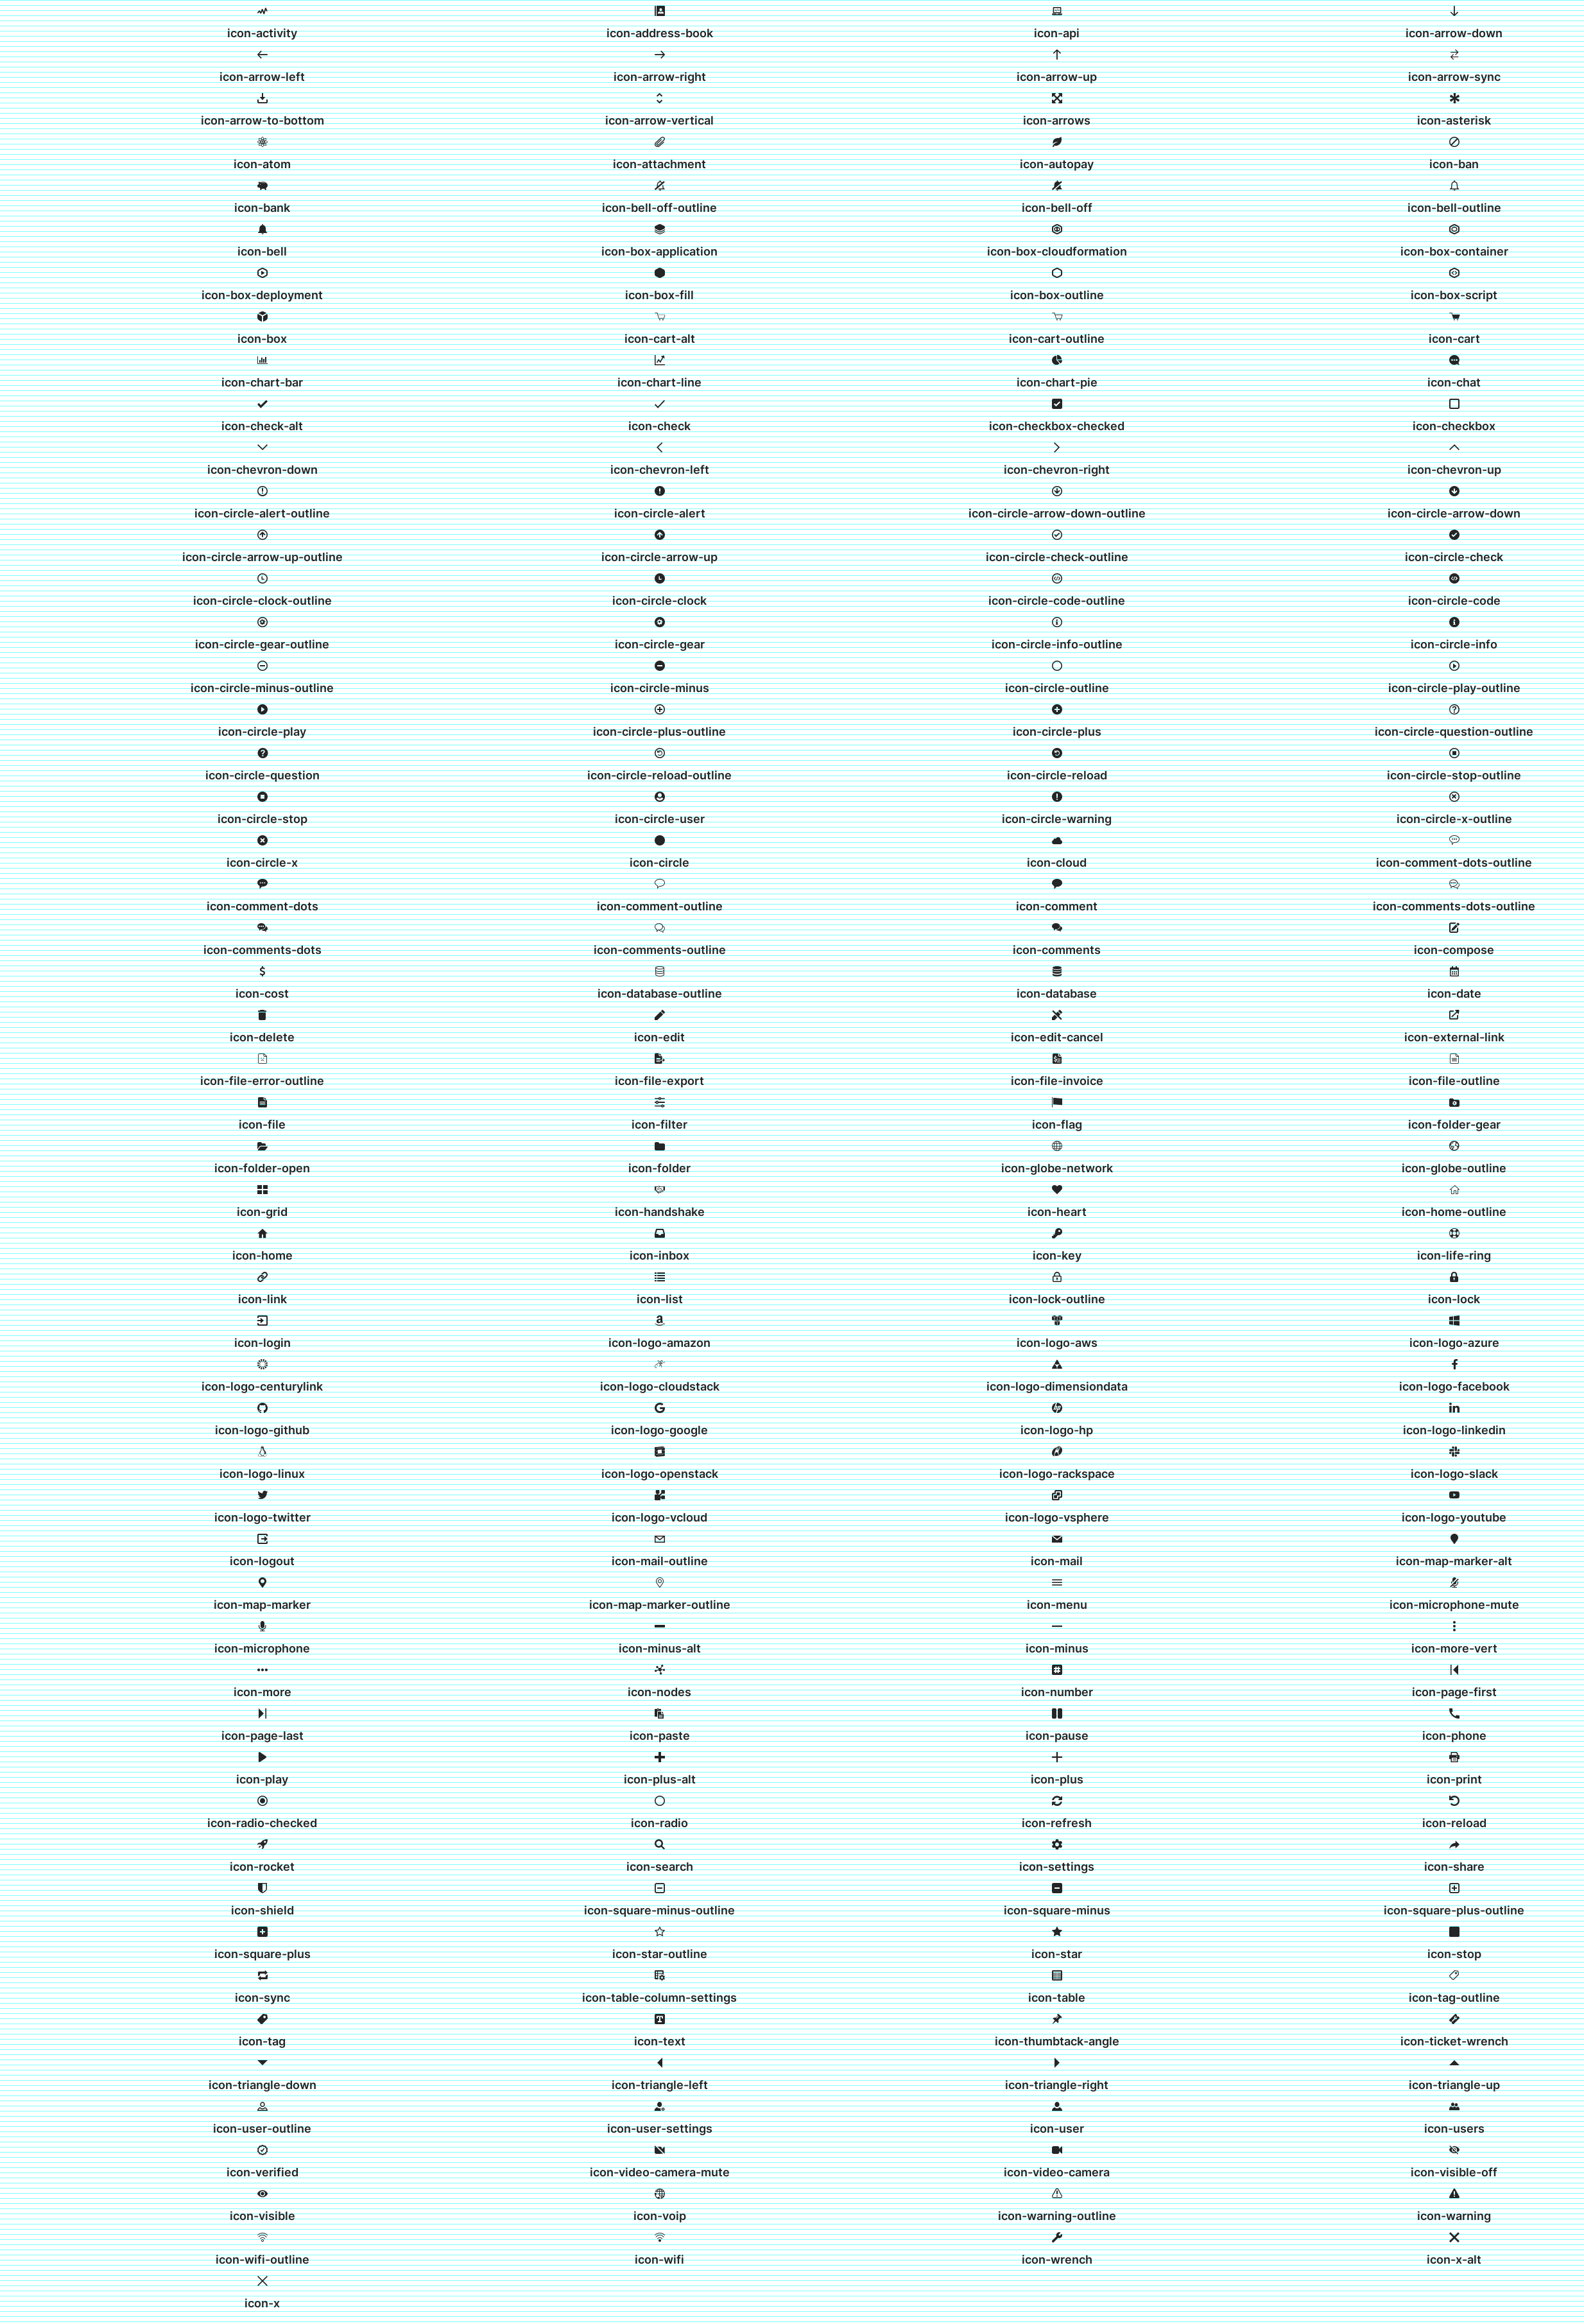 icon-activity icon-address-book icon-api icon-arrow-down
icon-arrow-left icon-arrow-right icon-arrow-up icon-arrow-sync
icon-arrow-to-bottom icon-arrow-vertical icon-arrows icon-asterisk
icon-atom icon-attachment icon-autopay icon-ban
icon-bank icon-bell-off-outline icon-bell-off icon-bell-outline
icon-bell icon-box-application icon-box-cloudformation icon-box-container
icon-box-deployment icon-box-fill icon-box-outline icon-box-script
icon-box icon-cart-alt icon-cart-outline icon-cart
icon-chart-bar icon-chart-line icon-chart-pie icon-chat
icon-check-alt icon-check icon-checkbox-checked icon-checkbox
icon-chevron-down icon-chevron-left icon-chevron-right icon-chevron-up
icon-circle-alert-outline icon-circle-alert icon-circle-arrow-down-outline icon-circle-arrow-down
icon-circle-arrow-up-outline icon-circle-arrow-up icon-circle-check-outline icon-circle-check
icon-circle-clock-outline icon-circle-clock icon-circle-code-outline icon-circle-code
icon-circle-gear-outline icon-circle-gear icon-circle-info-outline icon-circle-info
icon-circle-minus-outline icon-circle-minus icon-circle-outline icon-circle-play-outline
icon-circle-play icon-circle-plus-outline icon-circle-plus icon-circle-question-outline
icon-circle-question icon-circle-reload-outline icon-circle-reload icon-circle-stop-outline
icon-circle-stop icon-circle-user icon-circle-warning icon-circle-x-outline
icon-circle-x icon-circle icon-cloud icon-comment-dots-outline
icon-comment-dots icon-comment-outline icon-comment icon-comments-dots-outline
icon-comments-dots icon-comments-outline icon-comments icon-compose
icon-cost icon-database-outline icon-database icon-date
icon-delete icon-edit icon-edit-cancel icon-external-link
icon-file-error-outline icon-file-export icon-file-invoice icon-file-outline
icon-file icon-filter icon-flag icon-folder-gear
icon-folder-open icon-folder icon-globe-network icon-globe-outline
icon-grid icon-handshake icon-heart icon-home-outline
icon-home icon-inbox icon-key icon-life-ring
icon-link icon-list icon-lock-outline icon-lock
icon-login icon-logo-amazon icon-logo-aws icon-logo-azure
icon-logo-centurylink icon-logo-cloudstack icon-logo-dimensiondata icon-logo-facebook
icon-logo-github icon-logo-google icon-logo-hp icon-logo-linkedin
icon-logo-linux icon-logo-openstack icon-logo-rackspace icon-logo-slack
icon-logo-twitter icon-logo-vcloud icon-logo-vsphere icon-logo-youtube
icon-logout icon-mail-outline icon-mail icon-map-marker-alt
icon-map-marker icon-map-marker-outline icon-menu icon-microphone-mute
icon-microphone icon-minus-alt icon-minus icon-more-vert
icon-more icon-nodes icon-number icon-page-first
icon-page-last icon-paste icon-pause icon-phone
icon-play icon-plus-alt icon-plus icon-print
icon-radio-checked icon-radio icon-refresh icon-reload
icon-rocket icon-search icon-settings icon-share
icon-shield icon-square-minus-outline icon-square-minus icon-square-plus-outline
icon-square-plus icon-star-outline icon-star icon-stop
icon-sync icon-table-column-settings icon-table icon-tag-outline
icon-tag icon-text icon-thumbtack-angle icon-ticket-wrench
icon-triangle-down icon-triangle-left icon-triangle-right icon-triangle-up
icon-user-outline icon-user-settings icon-user icon-users
icon-verified icon-video-camera-mute icon-video-camera icon-visible-off
icon-visible icon-voip icon-warning-outline icon-warning
icon-wifi-outline icon-wifi icon-wrench icon-x-alt
icon-x